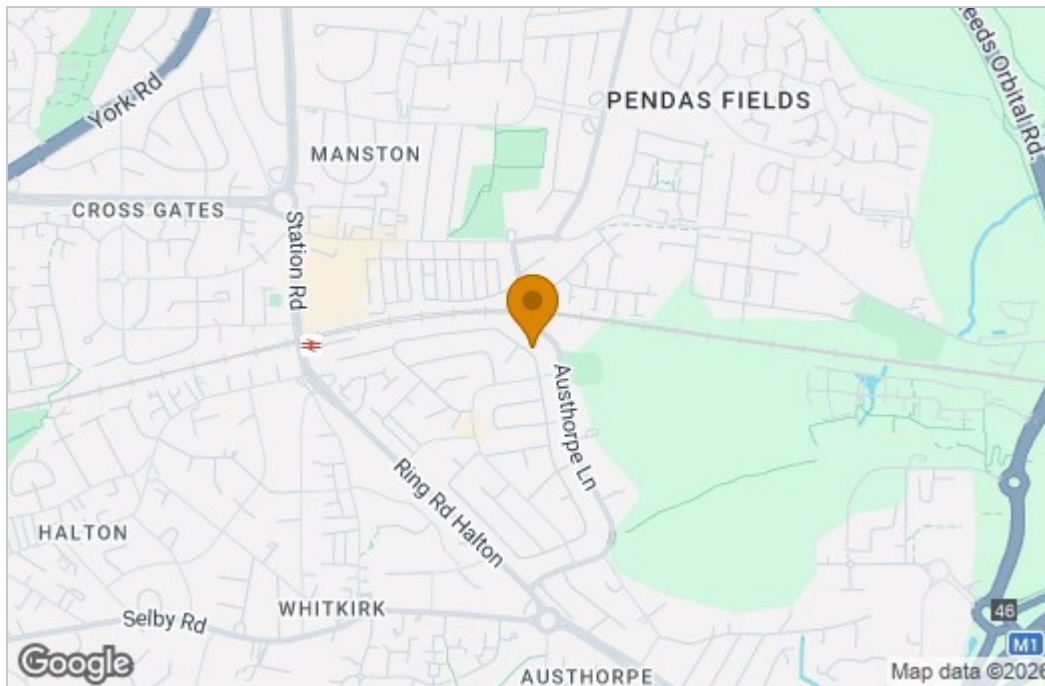 York Rd
MANSTON
PENDAS FIELDS
eeds Orbital Rd.
CROSS GATES
Station Rd
Austhorpe Ln
Ring Rd Halton
HALTON
WHITKIRK
Selby Rd
46
M1
AUSTHORPE
Google
Map data ©2026